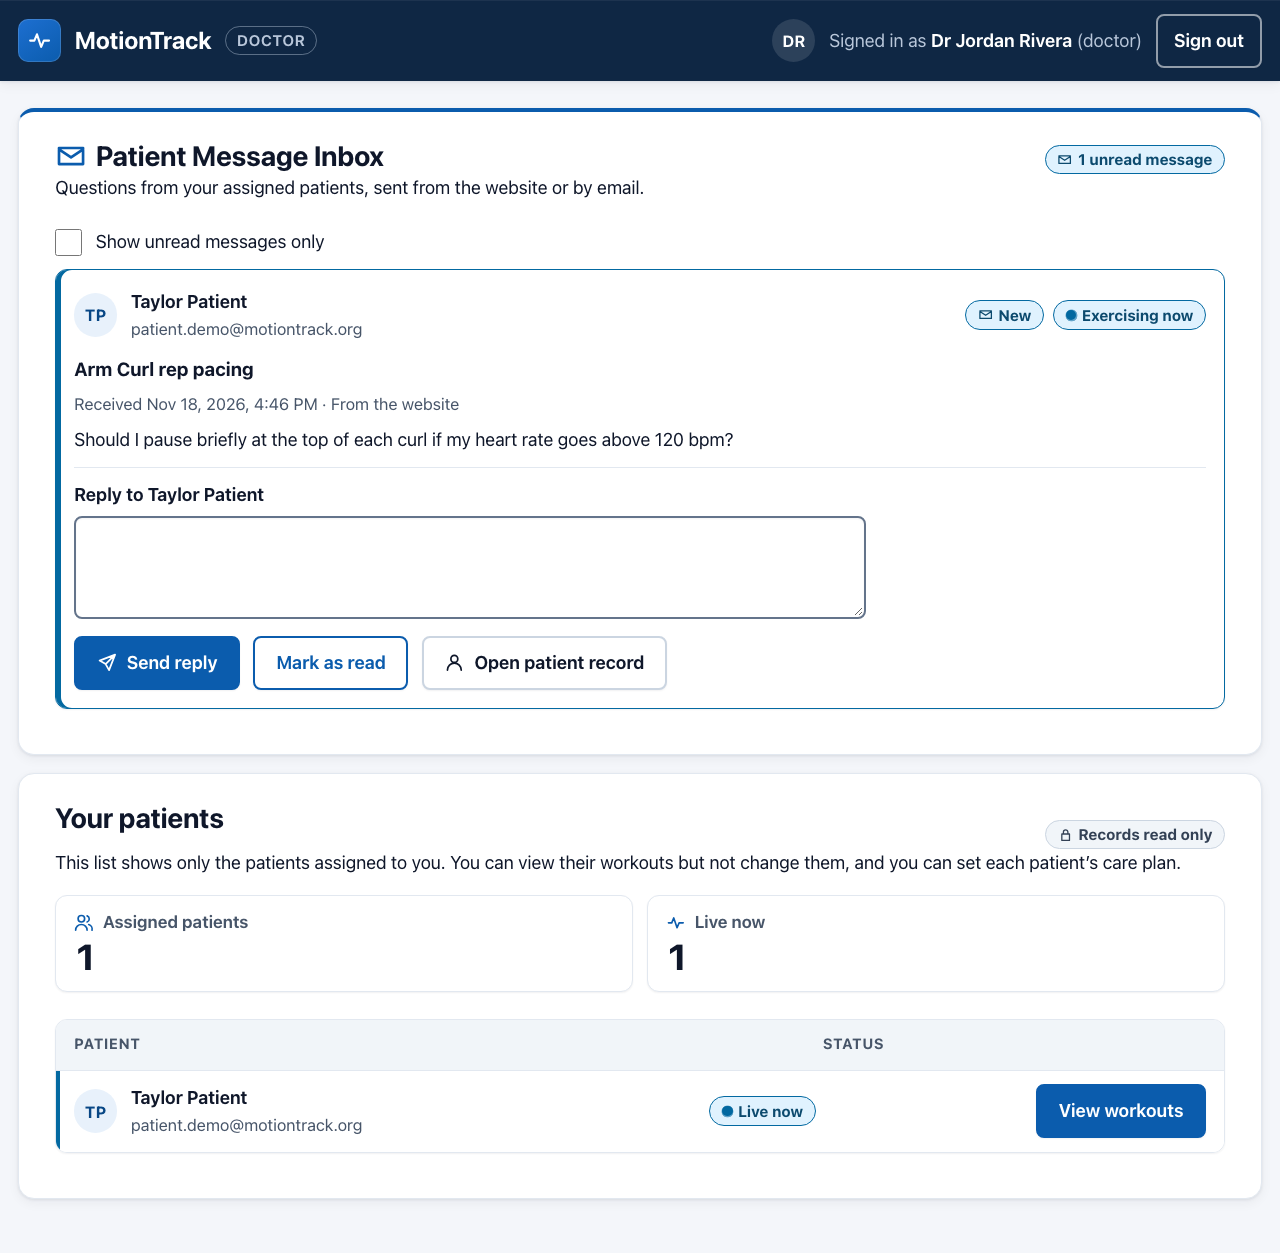 MotionTrack DOCTOR
DR Signed in as Dr Jordan Rivera (doctor) Sign out
Patient Message Inbox
1 unread message
Questions from your assigned patients, sent from the website or by email.
Show unread messages only
TP Taylor Patient
patient.demo@motiontrack.org
New Exercising now
Arm Curl rep pacing
Received Nov 18, 2026, 4:46 PM · From the website
Should I pause briefly at the top of each curl if my heart rate goes above 120 bpm?
Reply to Taylor Patient
Send reply Mark as read Open patient record
Your patients
Records read only
This list shows only the patients assigned to you. You can view their workouts but not change them, and you can set each patient’s care plan.
Assigned patients
1
Live now
1
PATIENT STATUS
TP Taylor Patient
patient.demo@motiontrack.org
Live now View workouts